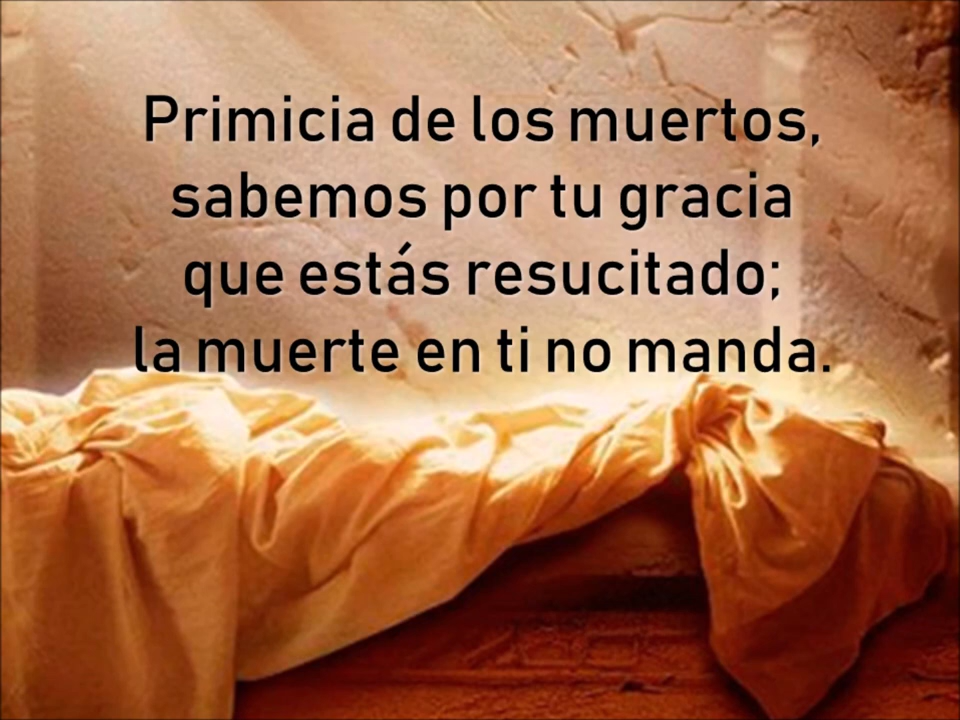 Primicia de los muertos,
sabemos por tu gracia
que estás resucitado;
la muerte en ti no manda.